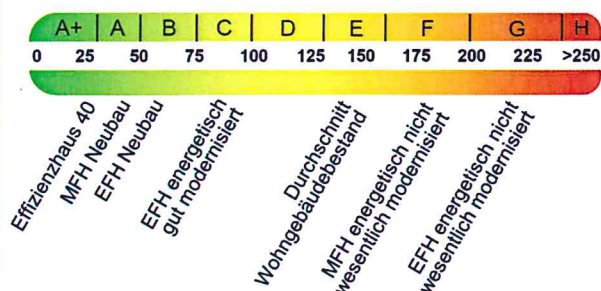 A+ A B C D E F G H
0 25 50 75 100 125 150 175 200 225 >250
Effizienzhaus 40
MFH Neubau
EFH Neubau
EFH energetisch
gut modernisiert
Durchschnitt
Wohngebäudebestand
MFH energetisch nicht
wesentlich modernisiert
EFH energetisch nicht
wesentlich modernisiert